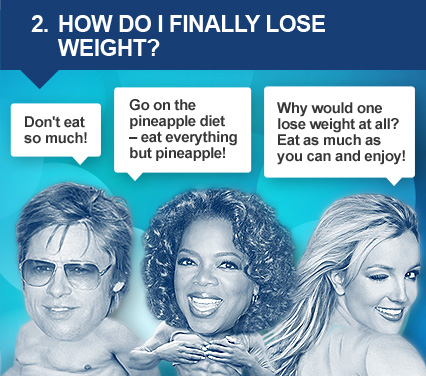 2. HOW DO I FINALLY LOSE
WEIGHT?
Don't eat
so much!
Go on the
pineapple diet
– eat everything
but pineapple!
Why would one
lose weight at all?
Eat as much as
you can and enjoy!